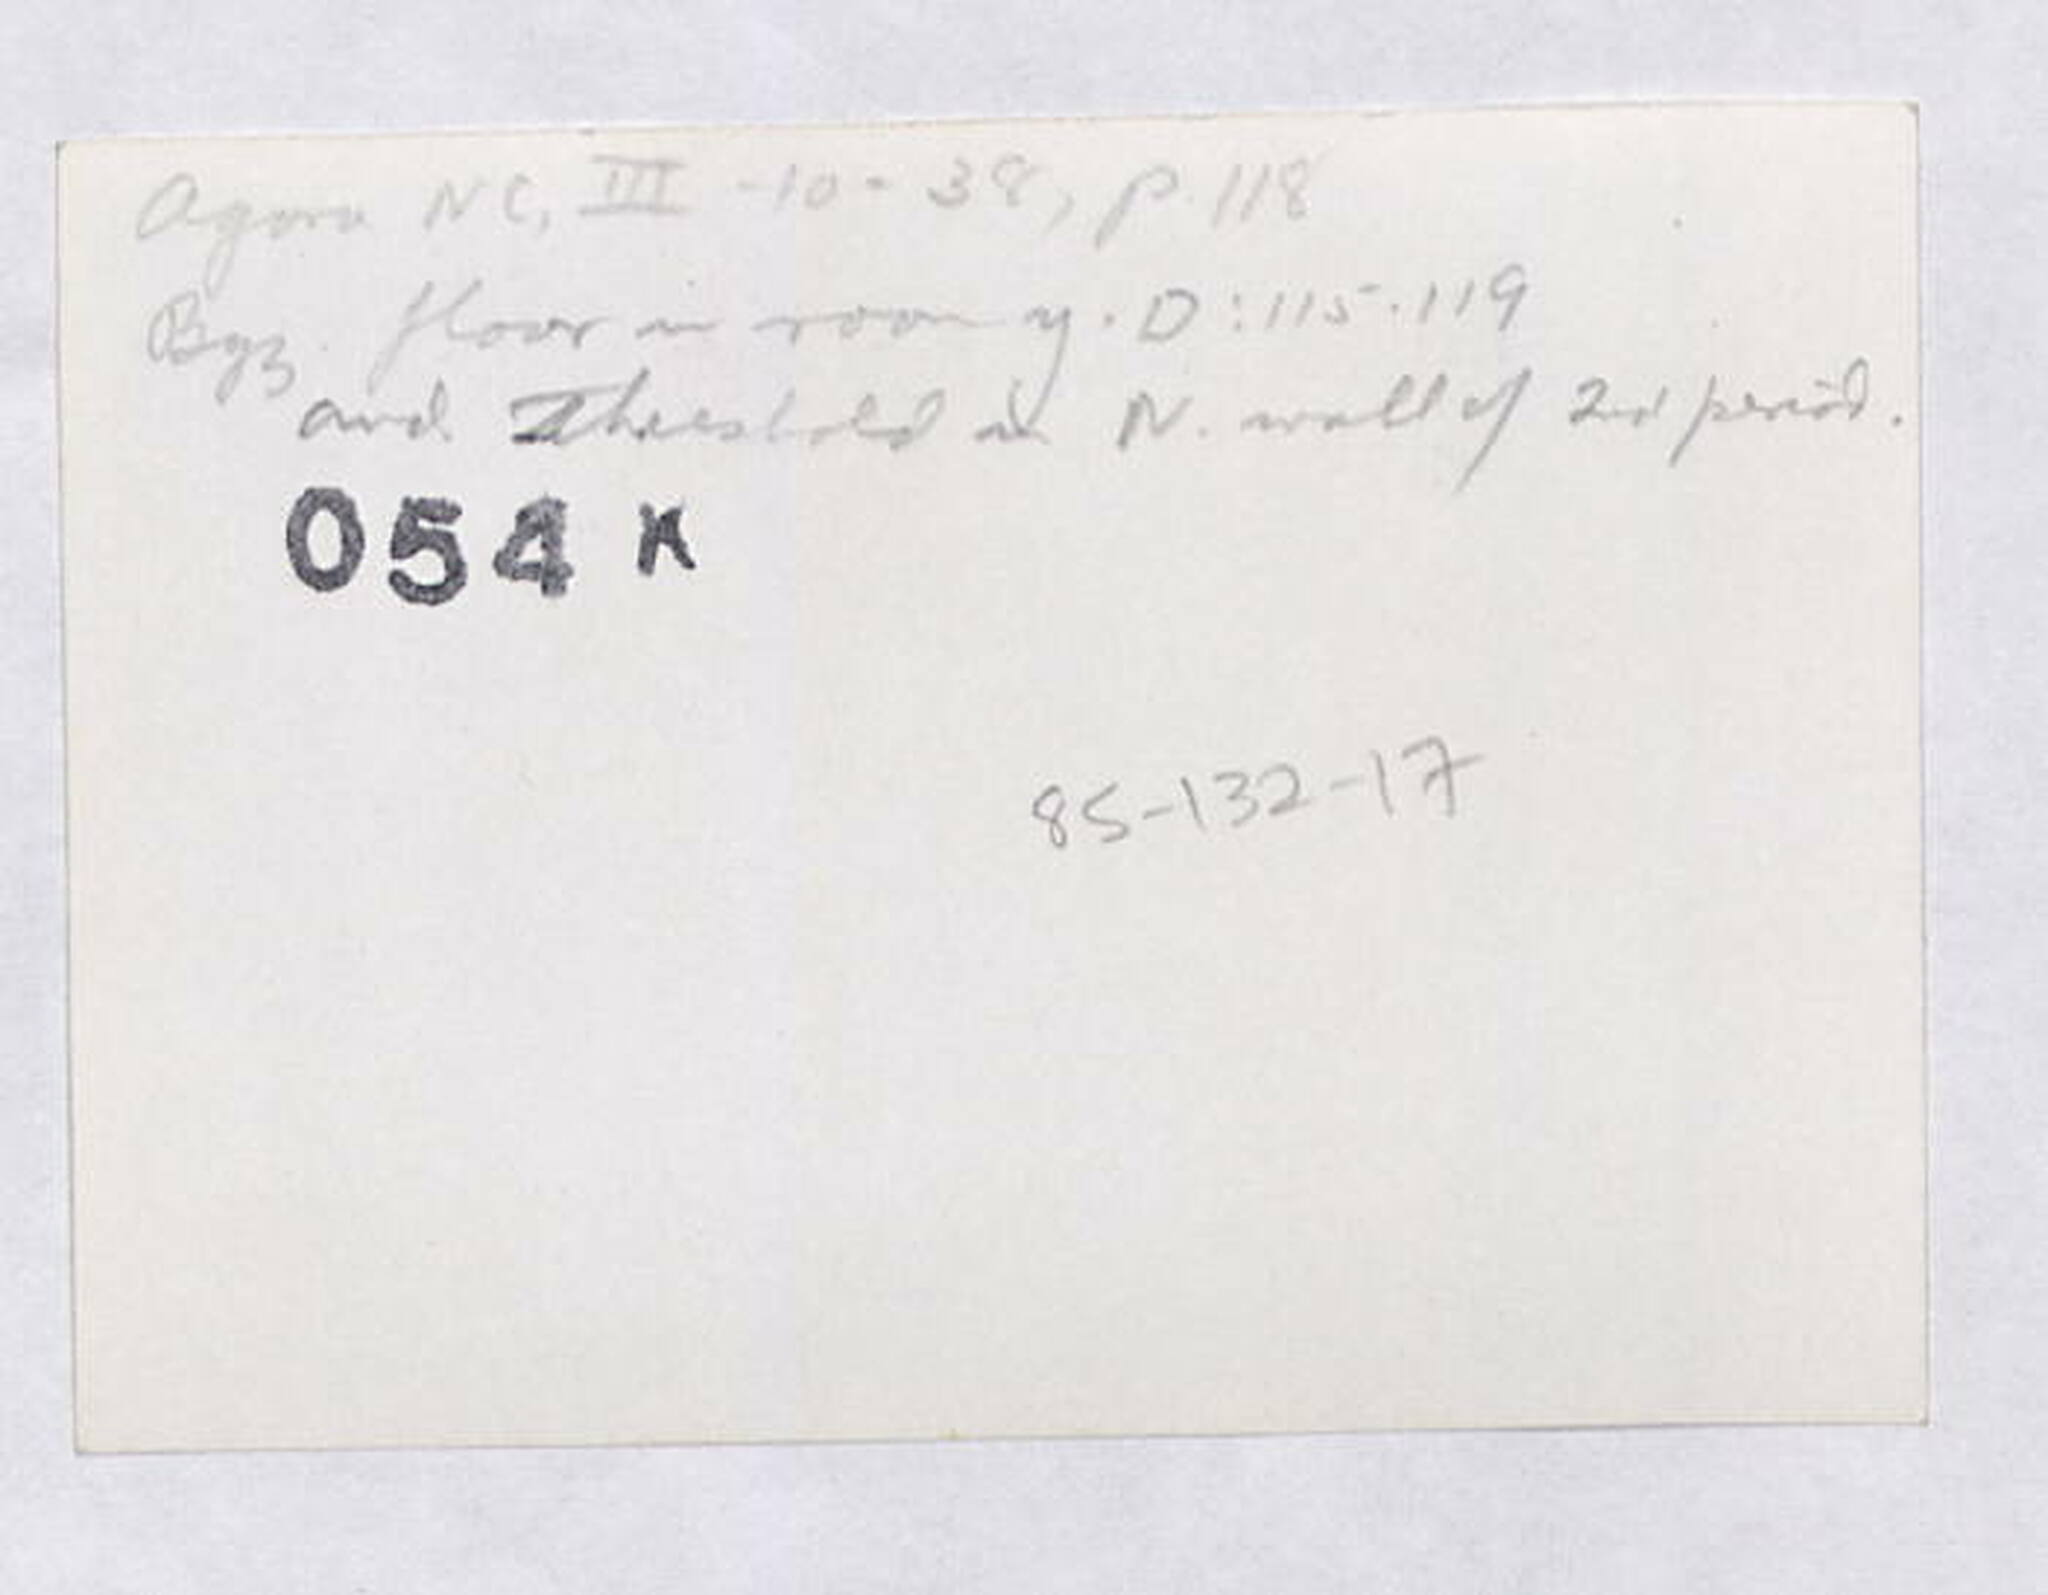 Agora NC, III -10- 38, p. 118
Byz. floor in room y. D: 115.119
and Threshold in N. wall of 2nd period.
054 K
85-132-17